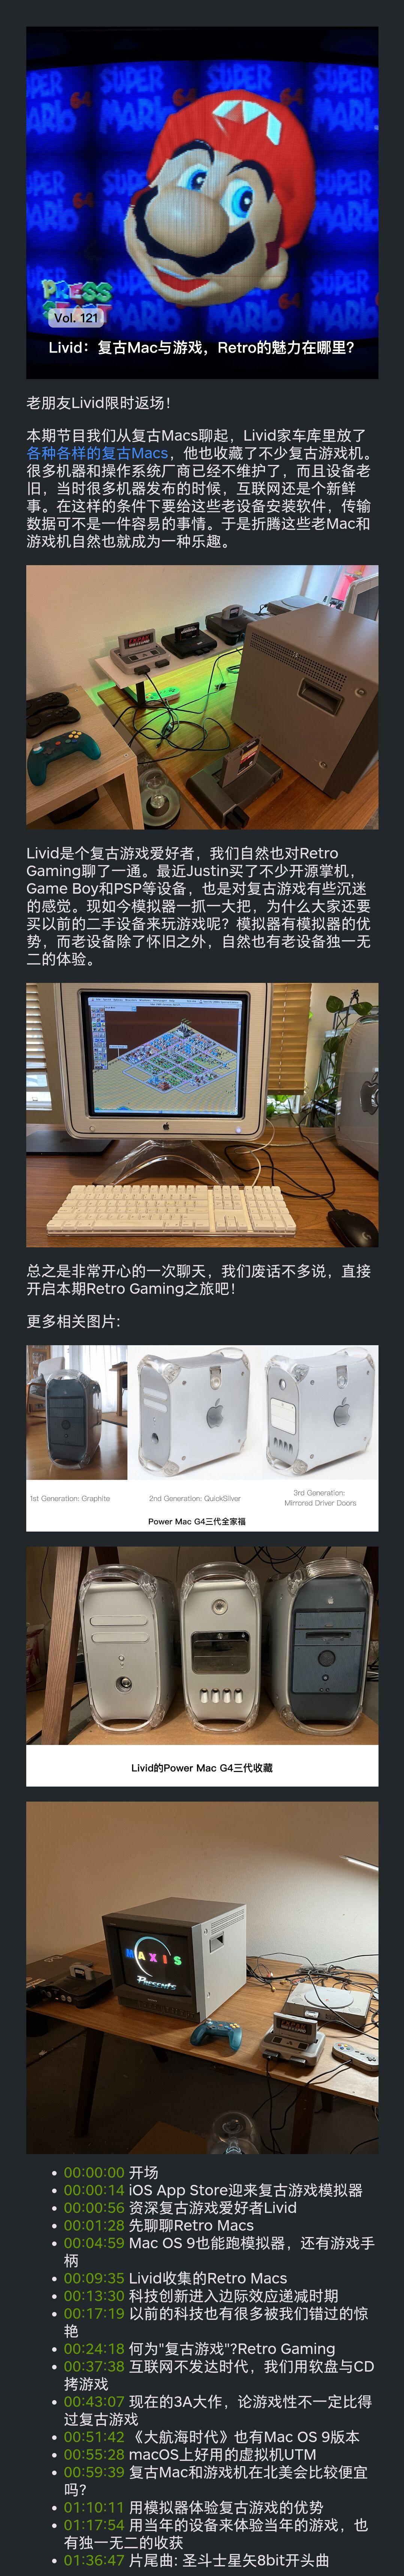 SUPER
MARIO
64
PRESS
START
Vol. 121
Livid：复古Mac与游戏，Retro的魅力在哪里?
老朋友Livid限时返场！
本期节目我们从复古Macs聊起，Livid家车库里放了
各种各样的复古Macs，他也收藏了不少复古游戏机。
很多机器和操作系统厂商已经不维护了，而且设备老
旧，当时很多机器发布的时候，互联网还是个新鲜
事。在这样的条件下要给这些老设备安装软件，传输
数据可不是一件容易的事情。于是折腾这些老Mac和
游戏机自然也就成为一种乐趣。
Livid是个复古游戏爱好者，我们自然也对Retro
Gaming聊了一通。最近Justin买了不少开源掌机，
Game Boy和PSP等设备，也是对复古游戏有些沉迷
的感觉。现如今模拟器一抓一大把，为什么大家还要
买以前的二手设备来玩游戏呢？模拟器有模拟器的优
势，而老设备除了怀旧之外，自然也有老设备独一无
二的体验。
总之是非常开心的一次聊天，我们废话不多说，直接
开启本期Retro Gaming之旅吧！
更多相关图片:
1st Generation: Graphite
2nd Generation: QuickSilver
3rd Generation:
Mirrored Driver Doors
Power Mac G4三代全家福
Livid的Power Mac G4三代收藏
MAXIS
PRESENTS
00:00:00 开场
00:00:14 iOS App Store迎来复古游戏模拟器
00:00:56 资深复古游戏爱好者Livid
00:01:28 先聊聊Retro Macs
00:04:59 Mac OS 9也能跑模拟器，还有游戏手
柄
00:09:35 Livid收集的Retro Macs
00:13:30 科技创新进入边际效应递减时期
00:17:19 以前的科技也有很多被我们错过的惊
艳
00:24:18 何为"复古游戏"?Retro Gaming
00:37:38 互联网不发达时代，我们用软盘与CD
拷游戏
00:43:07 现在的3A大作，论游戏性不一定比得
过复古游戏
00:51:42 《大航海时代》也有Mac OS 9版本
00:55:28 macOS上好用的虚拟机UTM
00:59:39 复古Mac和游戏机在北美会比较便宜
吗?
01:10:11 用模拟器体验复古游戏的优势
01:17:54 用当年的设备来体验当年的游戏，也
有独一无二的收获
01:36:47 片尾曲: 圣斗士星矢8bit开头曲